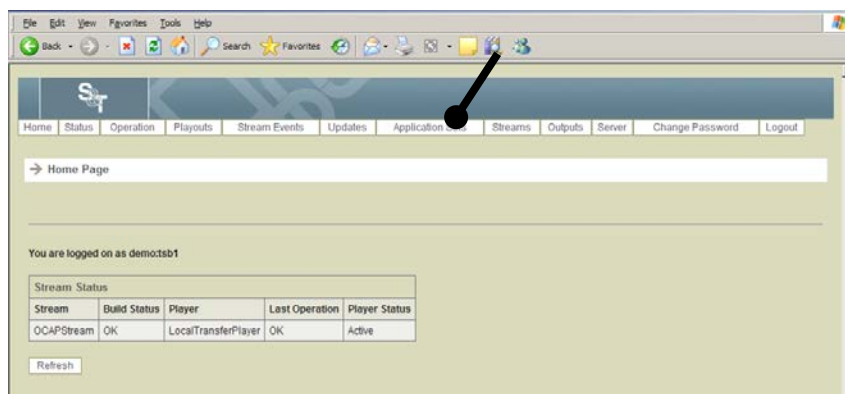 File Edit View Favorites Tools Help
Back Search Favorites
S&T
Home Status Operation Playouts Stream Events Updates Application Streams Outputs Server Change Password Logout
→ Home Page
You are logged on as demo:tsb1
Stream Status
Stream Build Status Player Last Operation Player Status
OCAPStream OK LocalTransferPlayer OK Active
Refresh